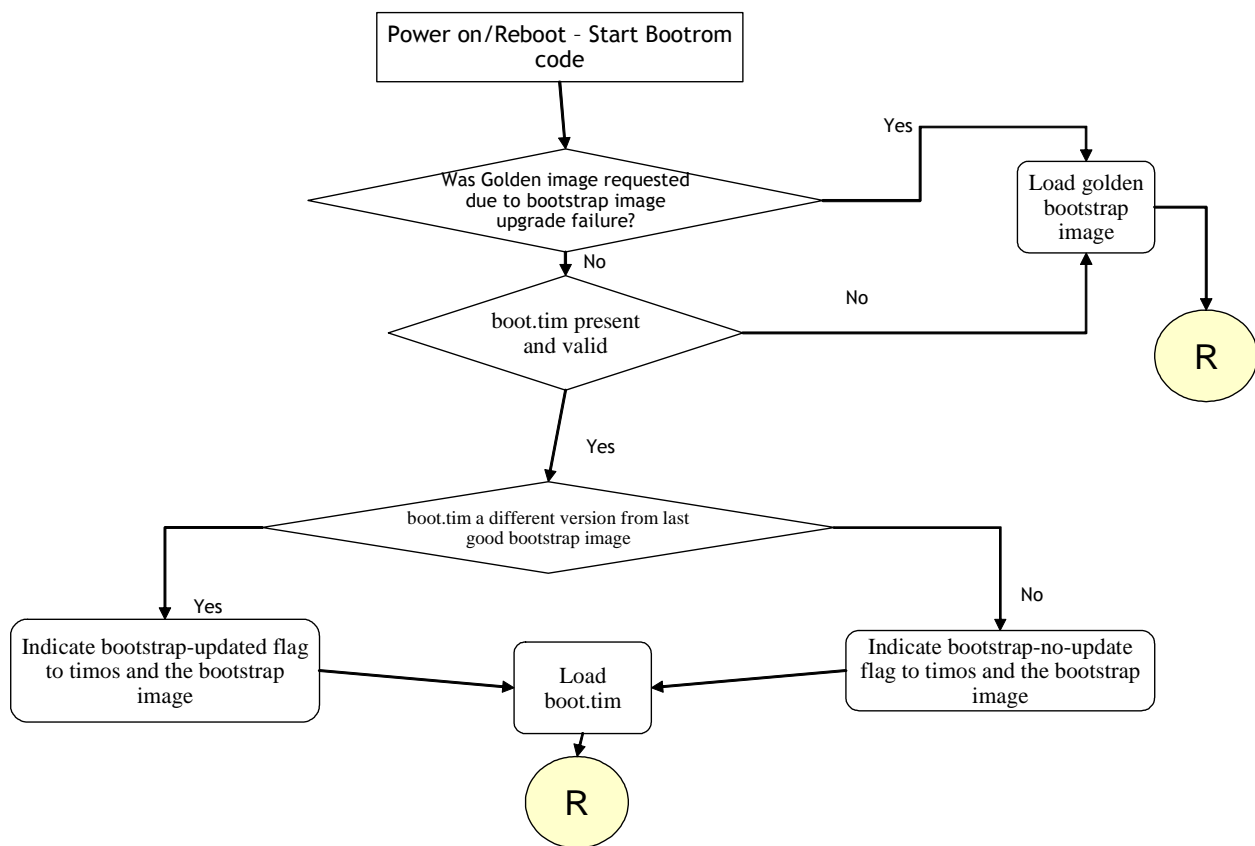 Power on/Reboot - Start Bootrom
code
Yes
Was Golden image requested
due to bootstrap image
upgrade failure?
Load golden
bootstrap
image
No
No
boot.tim present
and valid
R
Yes
boot.tim a different version from last
good bootstrap image
Yes
No
Indicate bootstrap-updated flag
to timos and the bootstrap
image
Load
boot.tim
Indicate bootstrap-no-update
flag to timos and the bootstrap
image
R